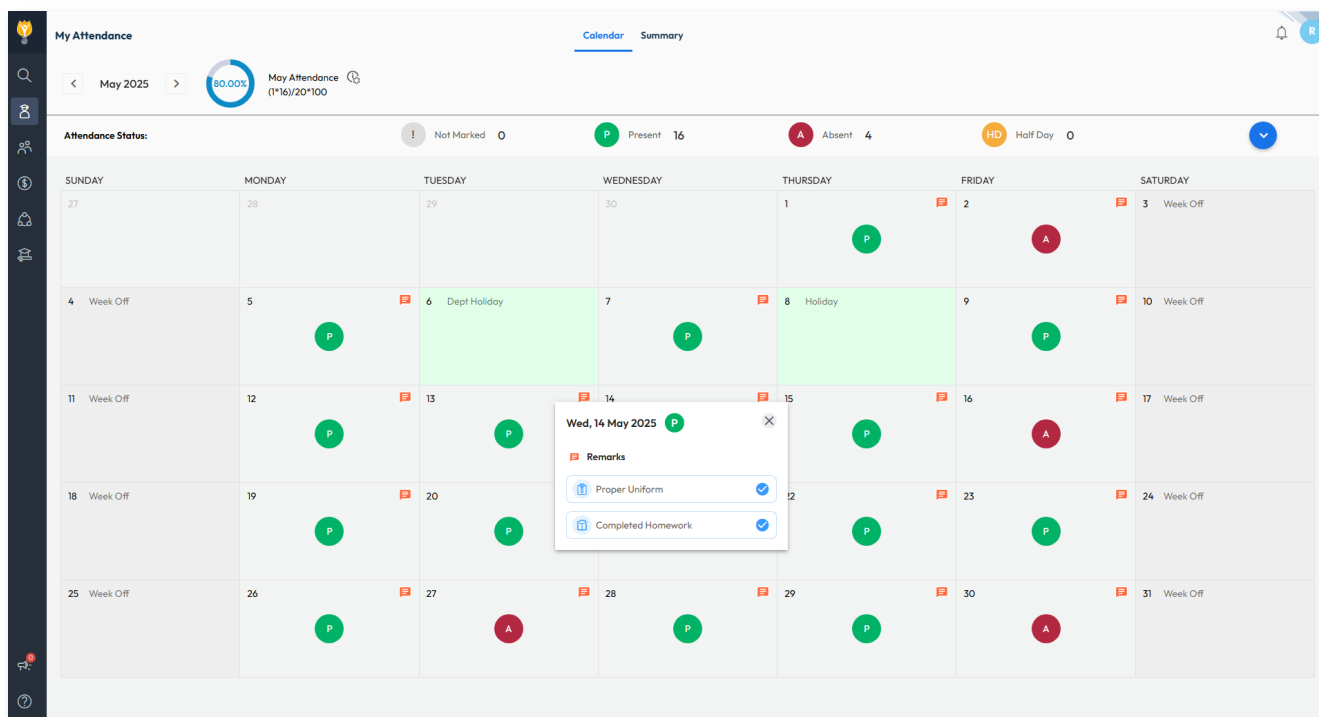 My Attendance
Calendar Summary
R
May 2025
80.00%
May Attendance
(1*16)/20*100
Attendance Status:
! Not Marked 0
P Present 16
A Absent 4
HD Half Day 0
SUNDAY MONDAY TUESDAY WEDNESDAY THURSDAY FRIDAY SATURDAY
27 28 29 30 1 2 3 Week Off
P A
4 Week Off 5 6 Dept Holiday 7 8 Holiday 9 10 Week Off
P P P
11 Week Off 12 13 14 15 16 17 Week Off
Wed, 14 May 2025 P
P P P A
Remarks
Proper Uniform
18 Week Off 19 20 22 23 24 Week Off
Completed Homework
P P P P
25 Week Off 26 27 28 29 30 31 Week Off
P A P P A
0